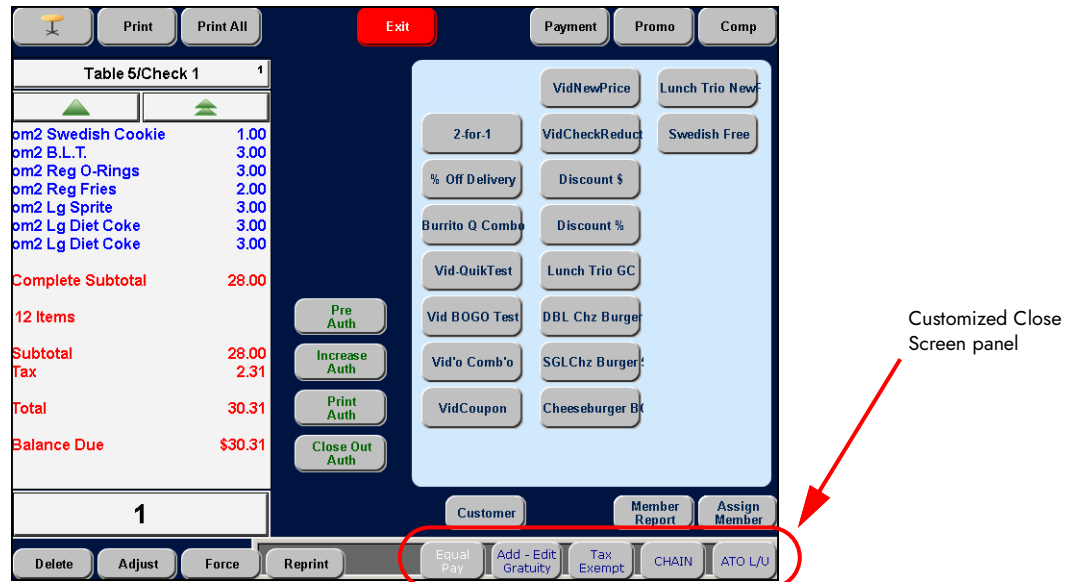 Print
Print All
Exit
Payment
Promo
Comp
Table 5/Check 1
1
om2 Swedish Cookie 1.00
om2 B.L.T. 3.00
om2 Reg O-Rings 3.00
om2 Reg Fries 2.00
om2 Lg Sprite 3.00
om2 Lg Diet Coke 3.00
om2 Lg Diet Coke 3.00
Complete Subtotal 28.00
12 Items
Subtotal 28.00
Tax 2.31
Total 30.31
Balance Due $30.31
1
Pre
Auth
Increase
Auth
Print
Auth
Close Out
Auth
VidNewPrice
Lunch Trio NewF
2-for-1
VidCheckReduct
Swedish Free
% Off Delivery
Discount $
Burrito Q Combo
Discount %
Vid-QuikTest
Lunch Trio GC
Vid BOGO Test
DBL Chz Burger
Vid'o Comb'o
SGLChz Burger
VidCoupon
Cheeseburger B
Customer
Member
Report
Assign
Member
Delete
Adjust
Force
Reprint
Equal
Pay
Add - Edit
Gratuity
Tax
Exempt
CHAIN
ATO L/U
Customized Close
Screen panel